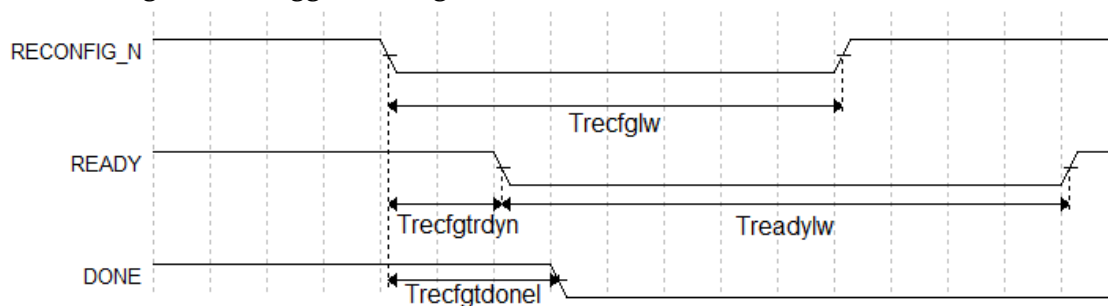 RECONFIG_N
Trecfglw
READY
Trecfgtrdyn
Treadylw
DONE
Trecfgtdonel